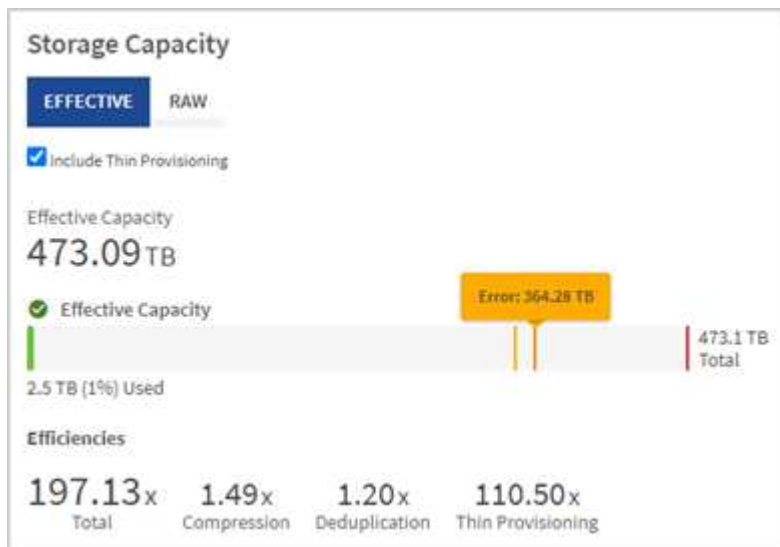 Storage Capacity
EFFECTIVE RAW
Include Thin Provisioning
Effective Capacity
473.09 TB
Error: 364.28 TB
Effective Capacity
473.1 TB
Total
2.5 TB (1%) Used
Efficiencies
197.13x 1.49x 1.20x 110.50x
Total Compression Deduplication Thin Provisioning